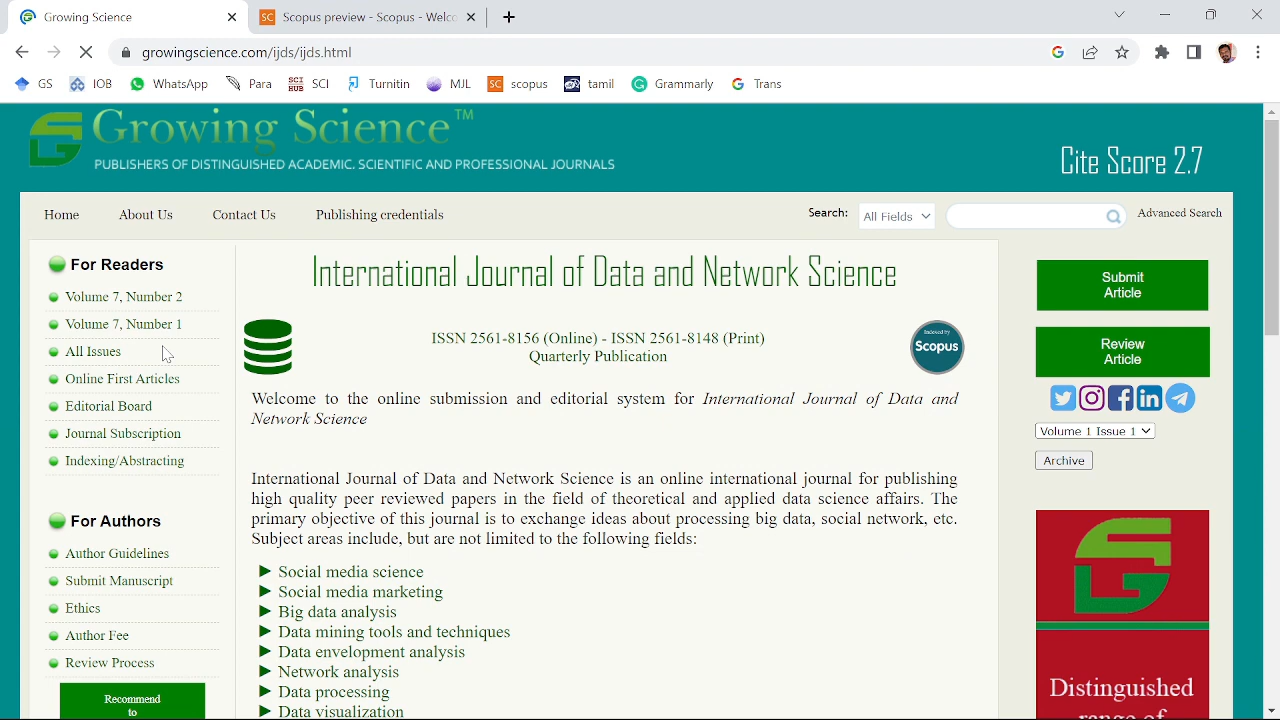 Growing Science
Scopus preview - Scopus - Welc
growingscience.com/ijds/ijds.html
GS
IOB
WhatsApp
Para
SCI
Turnitin
MJL
scopus
tamil
Grammarly
Trans
Growing Science™
PUBLISHERS OF DISTINGUISHED ACADEMIC, SCIENTIFIC AND PROFESSIONAL JOURNALS
Cite Score 2.7
Home
About Us
Contact Us
Publishing credentials
Search:
All Fields
Advanced Search
For Readers
Volume 7, Number 2
Volume 7, Number 1
All Issues
Online First Articles
Editorial Board
Journal Subscription
Indexing/Abstracting
For Authors
Author Guidelines
Submit Manuscript
Ethics
Author Fee
Review Process
Recommend
to
International Journal of Data and Network Science
ISSN 2561-8156 (Online) - ISSN 2561-8148 (Print)
Quarterly Publication
Indexed by
Scopus
Welcome to the online submission and editorial system for International Journal of Data and
Network Science
International Journal of Data and Network Science is an online international journal for publishing
high quality peer reviewed papers in the field of theoretical and applied data science affairs. The
primary objective of this journal is to exchange ideas about processing big data, social network, etc.
Subject areas include, but are not limited to the following fields:
Social media science
Social media marketing
Big data analysis
Data mining tools and techniques
Data envelopment analysis
Network analysis
Data processing
Data visualization
Submit
Article
Review
Article
Volume 1 Issue 1
Archive
Distinguished
range of